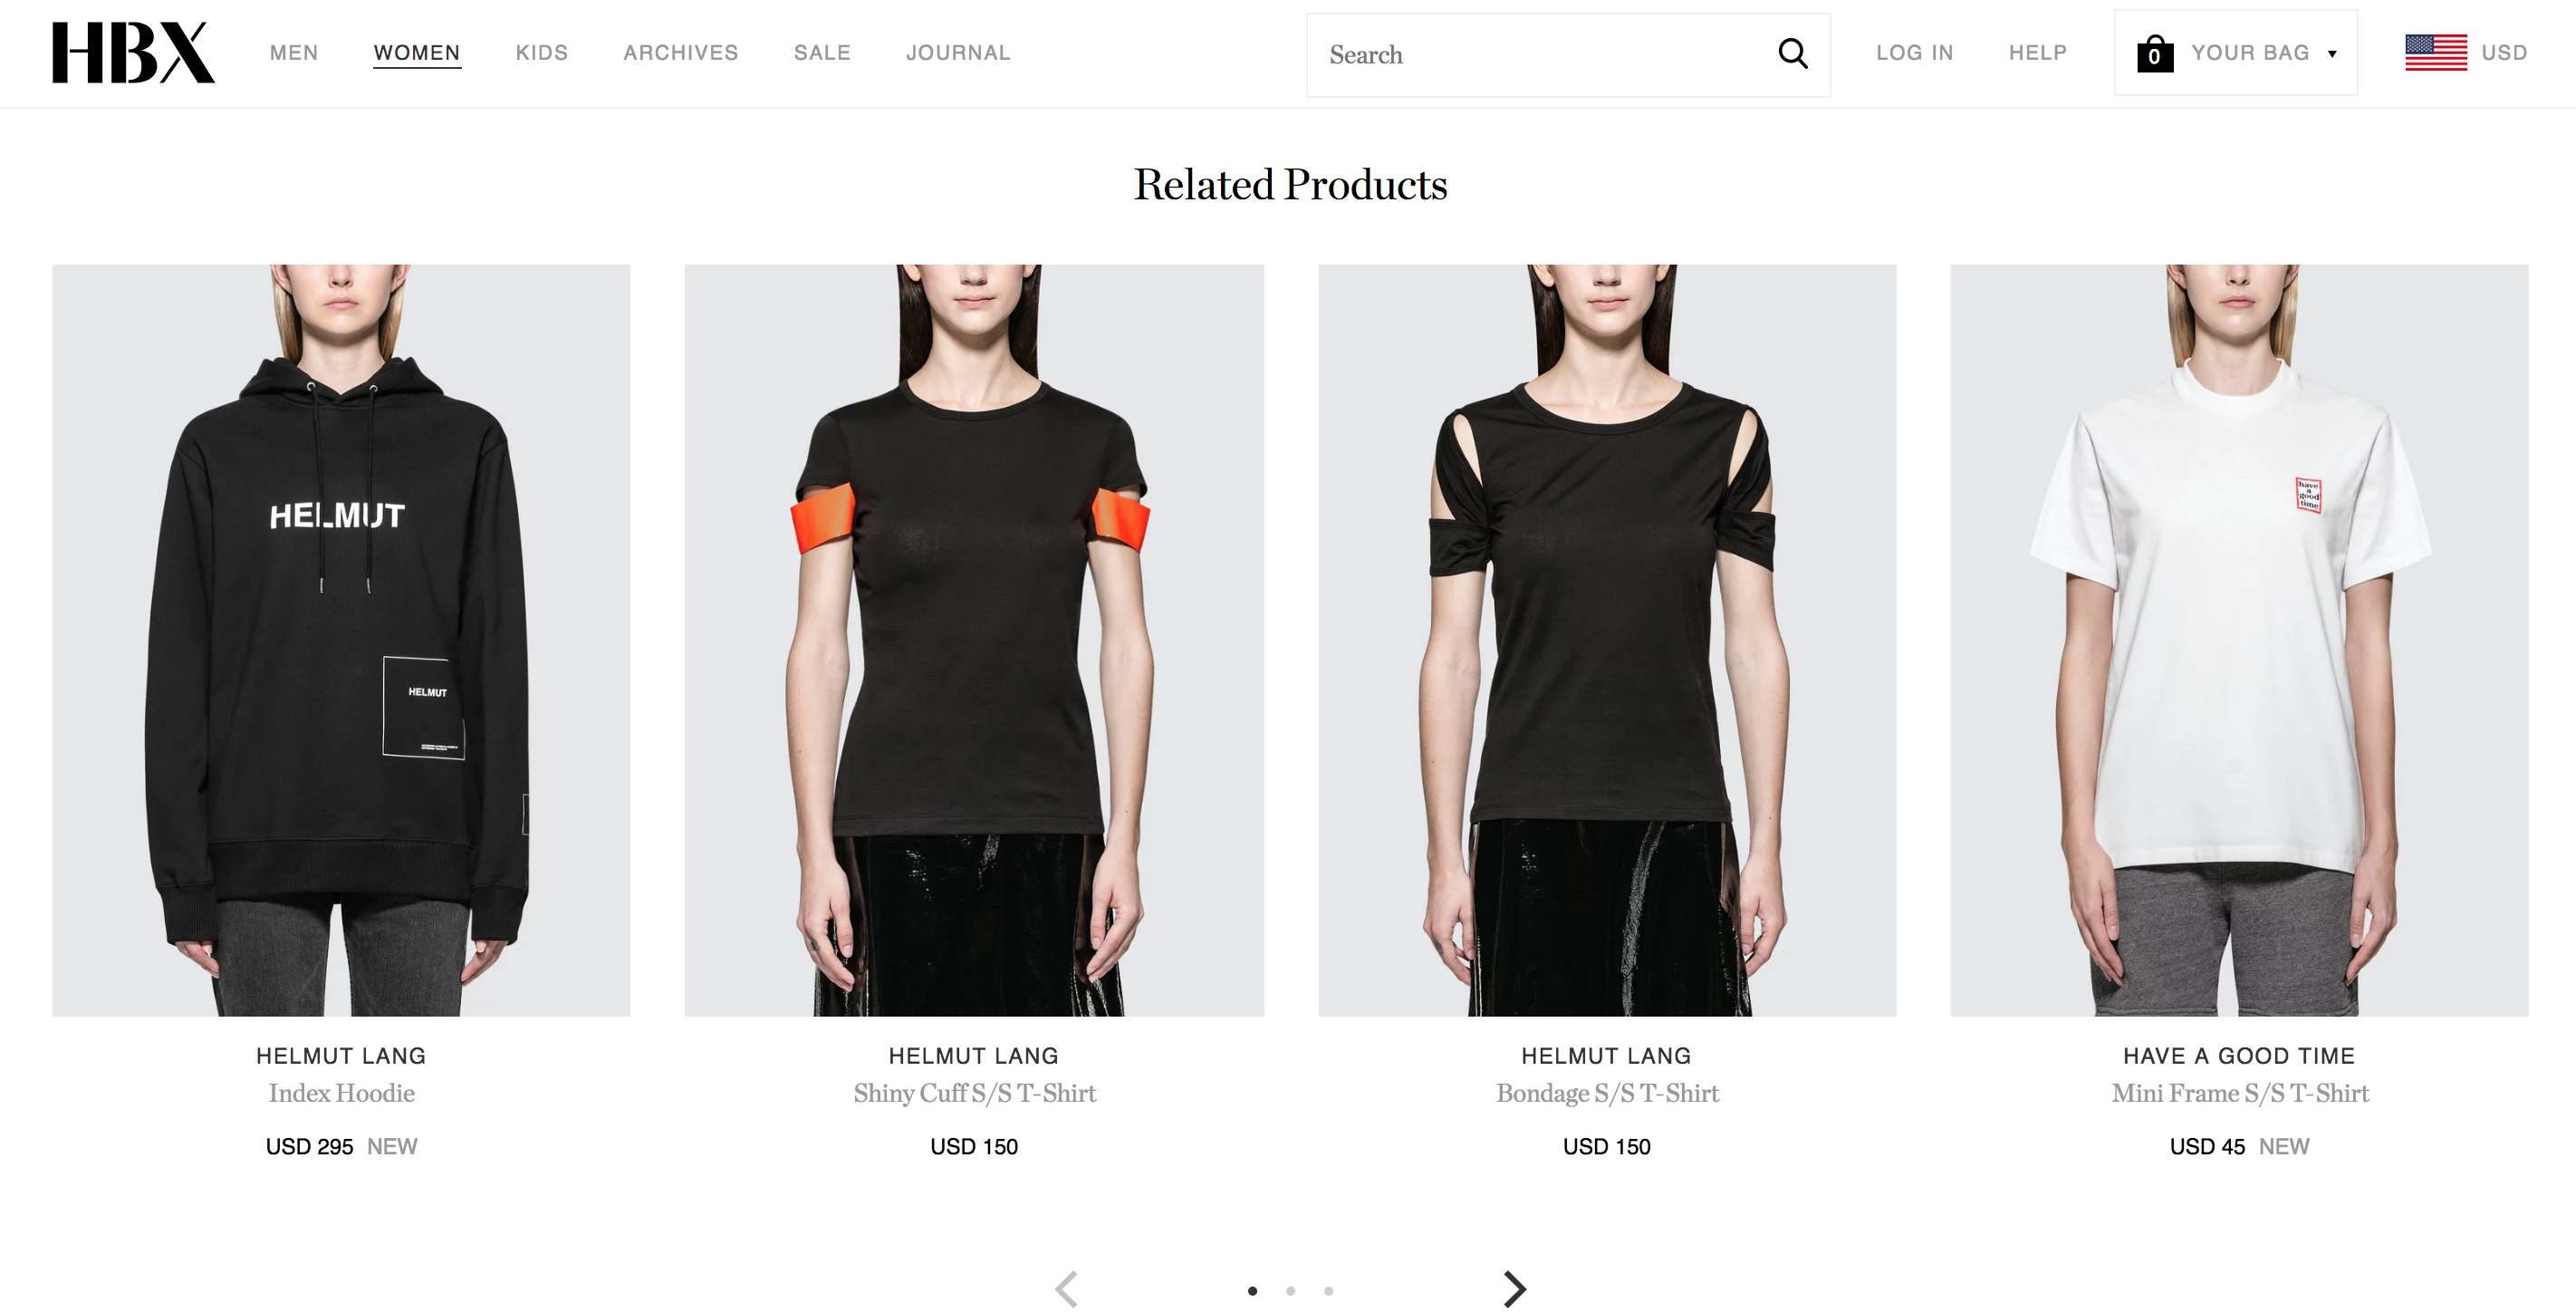 HBX
MEN
WOMEN
KIDS
ARCHIVES
SALE
JOURNAL
Search
LOG IN
HELP
0
YOUR BAG
USD
Related Products
HELMUT
HELMUT
have
a
good
time
HELMUT LANG
Index Hoodie
USD 295 NEW
HELMUT LANG
Shiny Cuff S/S T-Shirt
USD 150
HELMUT LANG
Bondage S/S T-Shirt
USD 150
HAVE A GOOD TIME
Mini Frame S/S T-Shirt
USD 45 NEW